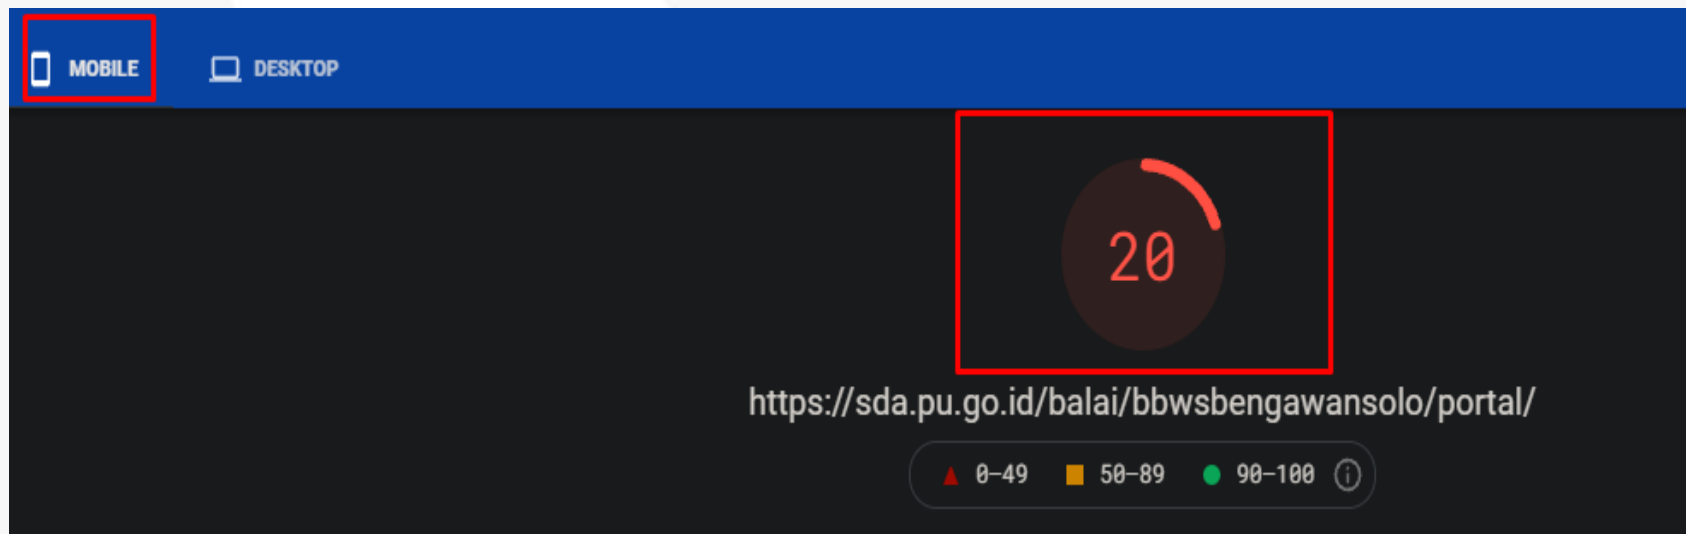 MOBILE DESKTOP
20
https://sda.pu.go.id/balai/bbwsbengawansolo/portal/
0–49 50–89 90–100